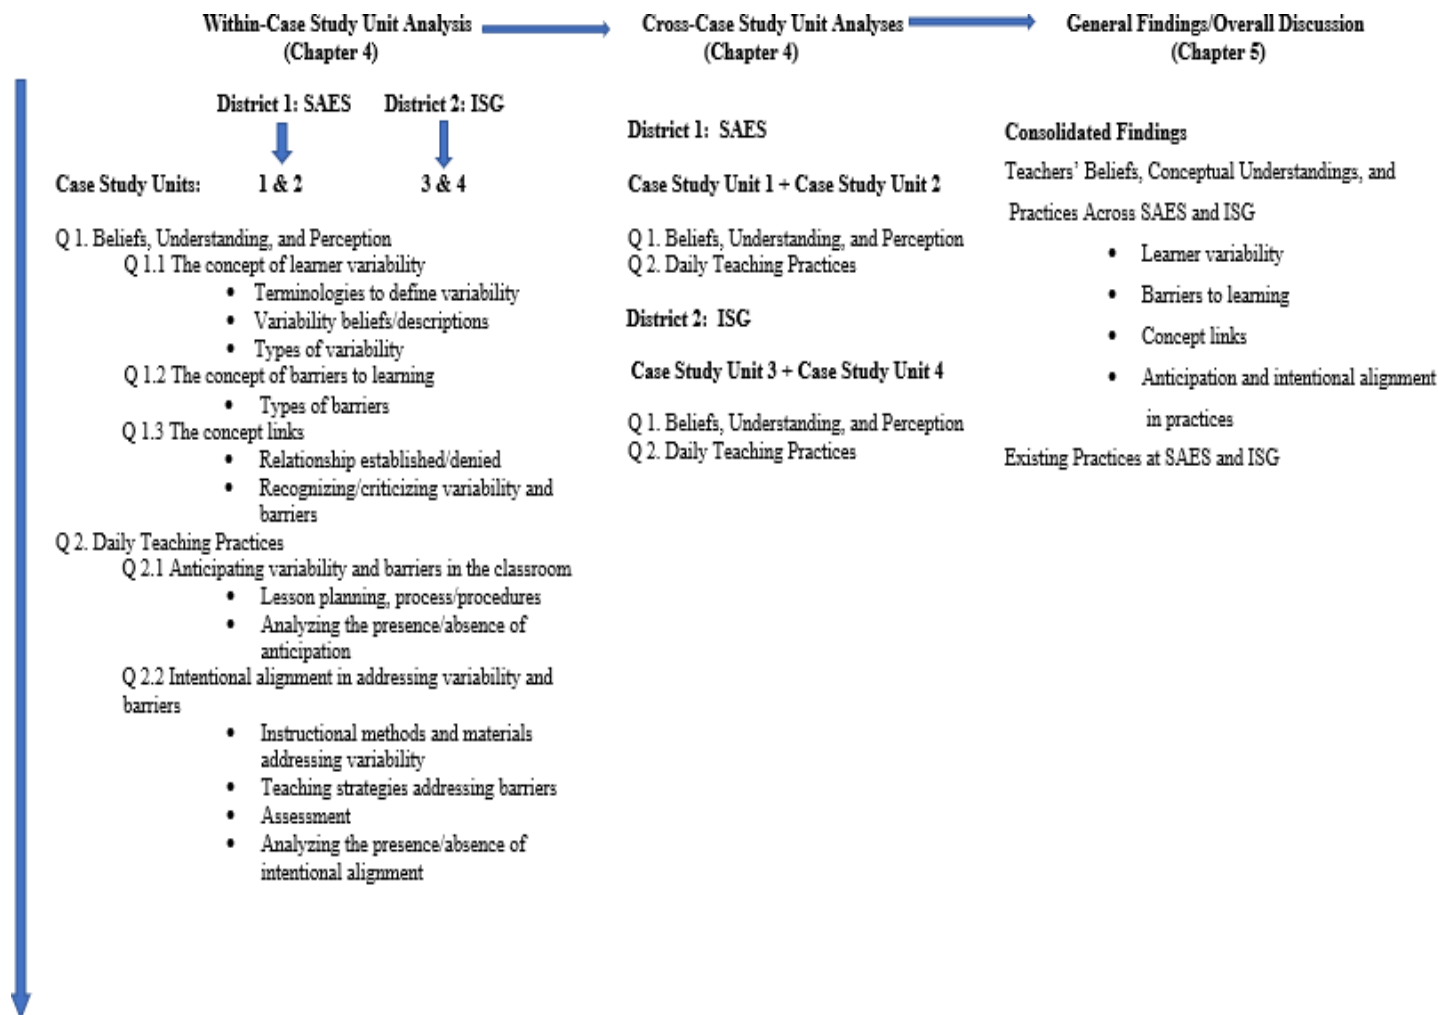 Within-Case Study Unit Analysis
(Chapter 4)
District 1: SAES
District 2: ISG
Case Study Units:
1 & 2
3 & 4
Q 1. Beliefs, Understanding, and Perception
Q 1.1 The concept of learner variability
• Terminologies to define variability
• Variability beliefs/descriptions
• Types of variability
Q 1.2 The concept of barriers to learning
• Types of barriers
Q 1.3 The concept links
• Relationship established/denied
• Recognizing/criticizing variability and
barriers
Q 2. Daily Teaching Practices
Q 2.1 Anticipating variability and barriers in the classroom
• Lesson planning, process/procedures
• Analyzing the presence/absence of
anticipation
Q 2.2 Intentional alignment in addressing variability and
barriers
• Instructional methods and materials
addressing variability
• Teaching strategies addressing barriers
• Assessment
• Analyzing the presence/absence of
intentional alignment
Cross-Case Study Unit Analyses
(Chapter 4)
District 1: SAES
Case Study Unit 1 + Case Study Unit 2
Q 1. Beliefs, Understanding, and Perception
Q 2. Daily Teaching Practices
District 2: ISG
Case Study Unit 3 + Case Study Unit 4
Q 1. Beliefs, Understanding, and Perception
Q 2. Daily Teaching Practices
General Findings/Overall Discussion
(Chapter 5)
Consolidated Findings
Teachers' Beliefs, Conceptual Understandings, and
Practices Across SAES and ISG
• Learner variability
• Barriers to learning
• Concept links
• Anticipation and intentional alignment
in practices
Existing Practices at SAES and ISG